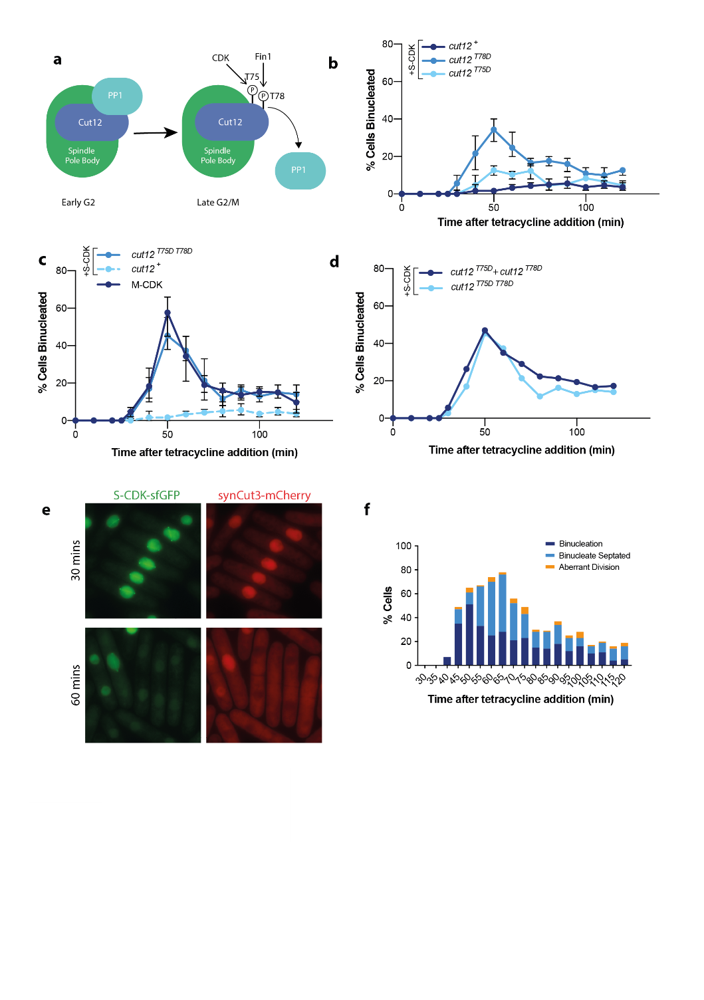 a
PP1
Cut12
Spindle
Pole Body
Early G2
CDK
Fin1
T75
P
P
T78
Cut12
Spindle
Pole Body
PP1
Late G2/M
b
+S-CDK
cut12 +
cut12 T78D
cut12 T75D
% Cells Binucleated
80
60
40
20
0
0
50
100
Time after tetracycline addition (min)
c
+S-CDK
cut12 T75D T78D
cut12 +
M-CDK
% Cells Binucleated
80
60
40
20
0
0
50
100
Time after tetracycline addition (min)
d
+S-CDK
cut12 T75D + cut12 T78D
cut12 T75D T78D
% Cells Binucleated
80
60
40
20
0
0
50
100
Time after tetracycline addition (min)
e
S-CDK-sfGFP
synCut3-mCherry
30 mins
60 mins
f
Binucleation
Binucleate Septated
Aberrant Division
% Cells
100
80
60
40
20
0
30
35
40
45
50
55
60
65
70
75
80
85
90
95
100
105
110
115
120
Time after tetracycline addition (min)